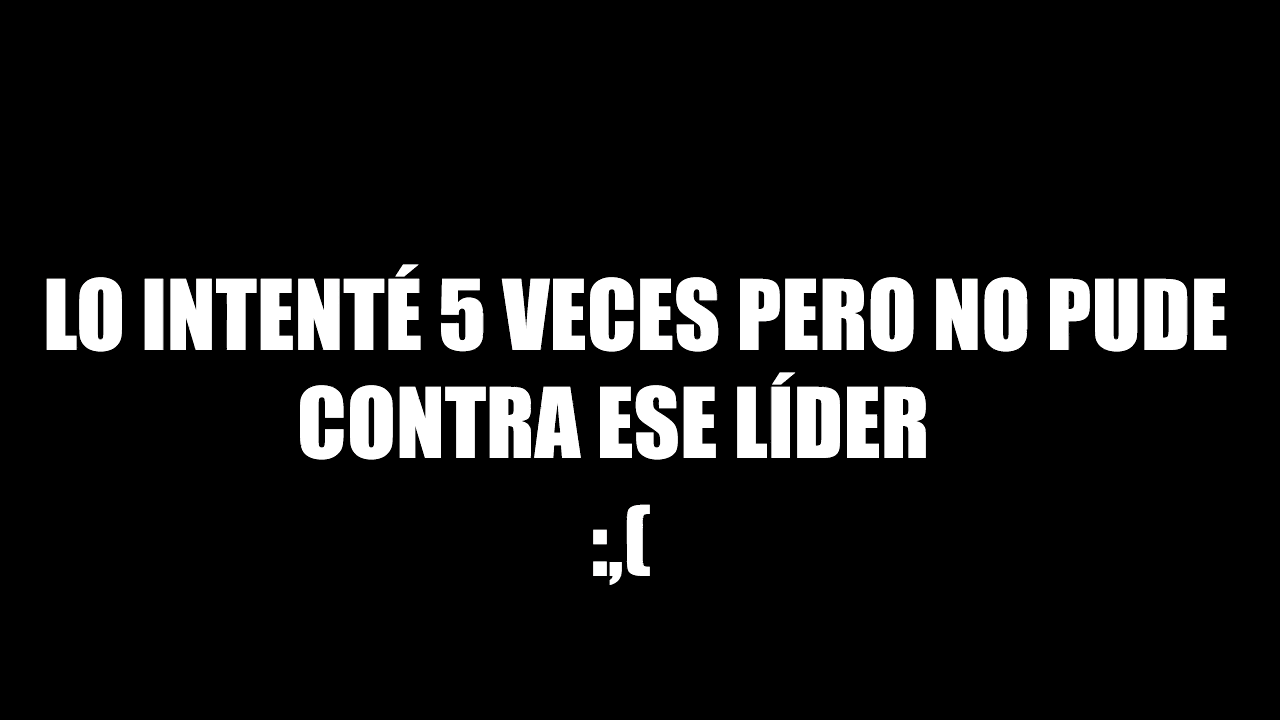 LO INTENTÉ 5 VECES PERO NO PUDE
CONTRA ESE LÍDER
:,(